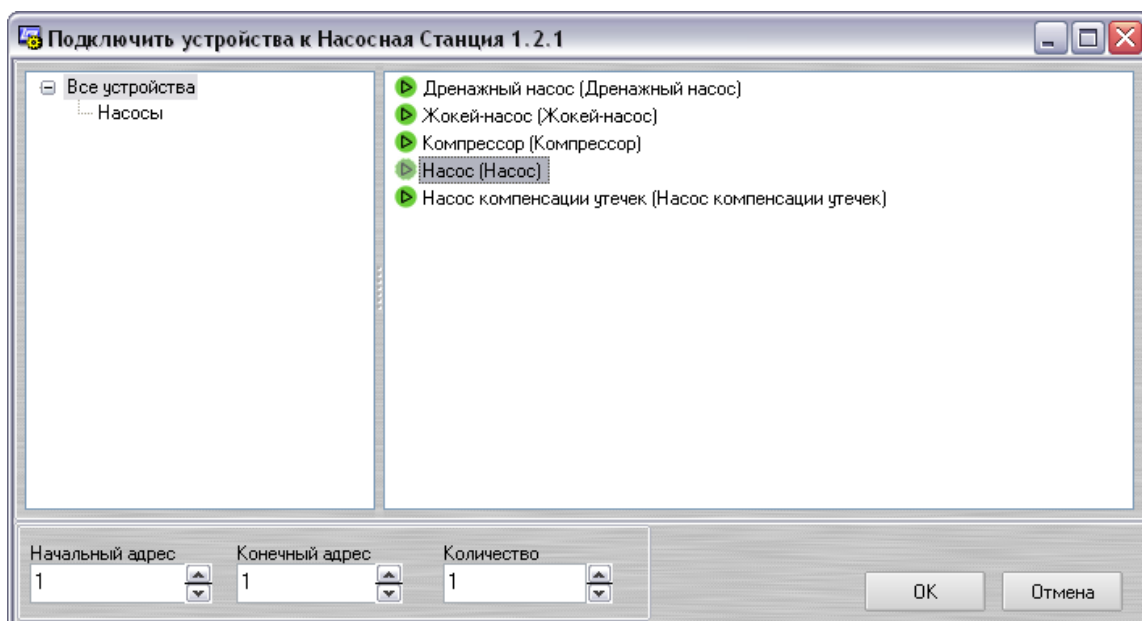 Подключить устройства к Насосная Станция 1.2.1
Все устройства
Насосы
Дренажный насос (Дренажный насос)
Жокей-насос (Жокей-насос)
Компрессор (Компрессор)
Насос (Насос)
Насос компенсации утечек (Насос компенсации утечек)
Начальный адрес Конечный адрес Количество
1 1 1
OK Отмена